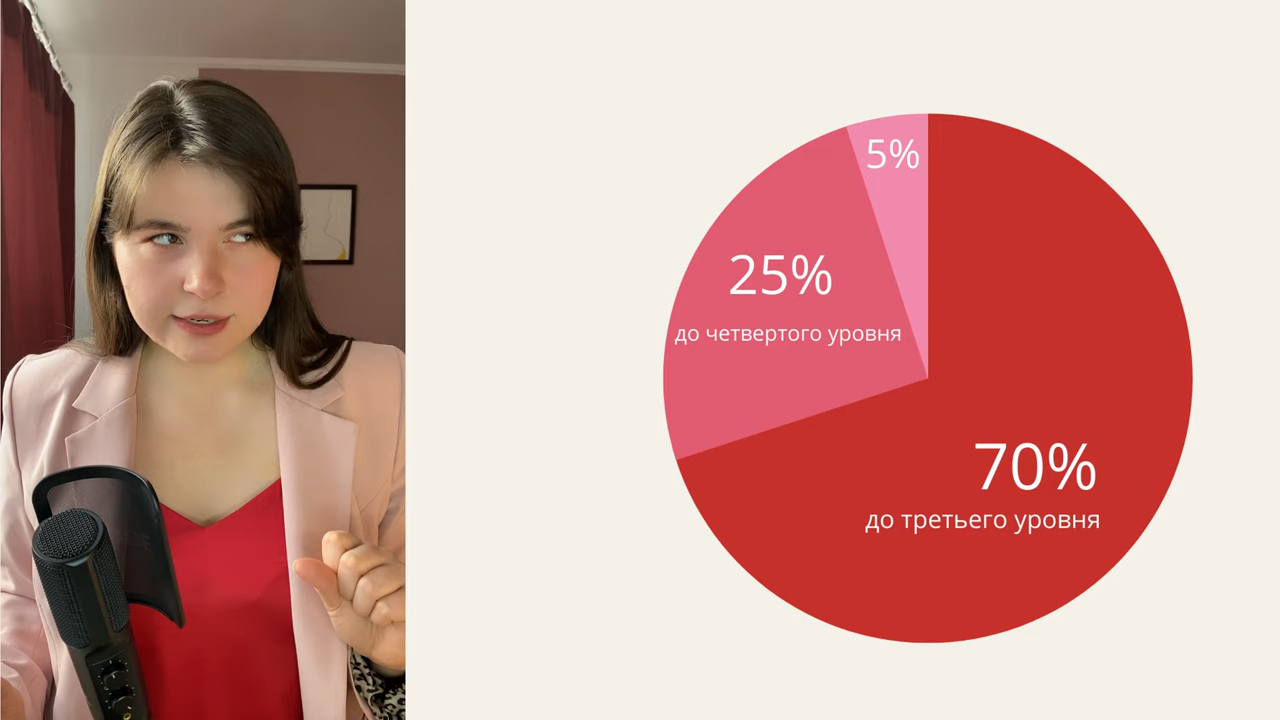 5%
25%
до четвертого уровня
70%
до третьего уровня